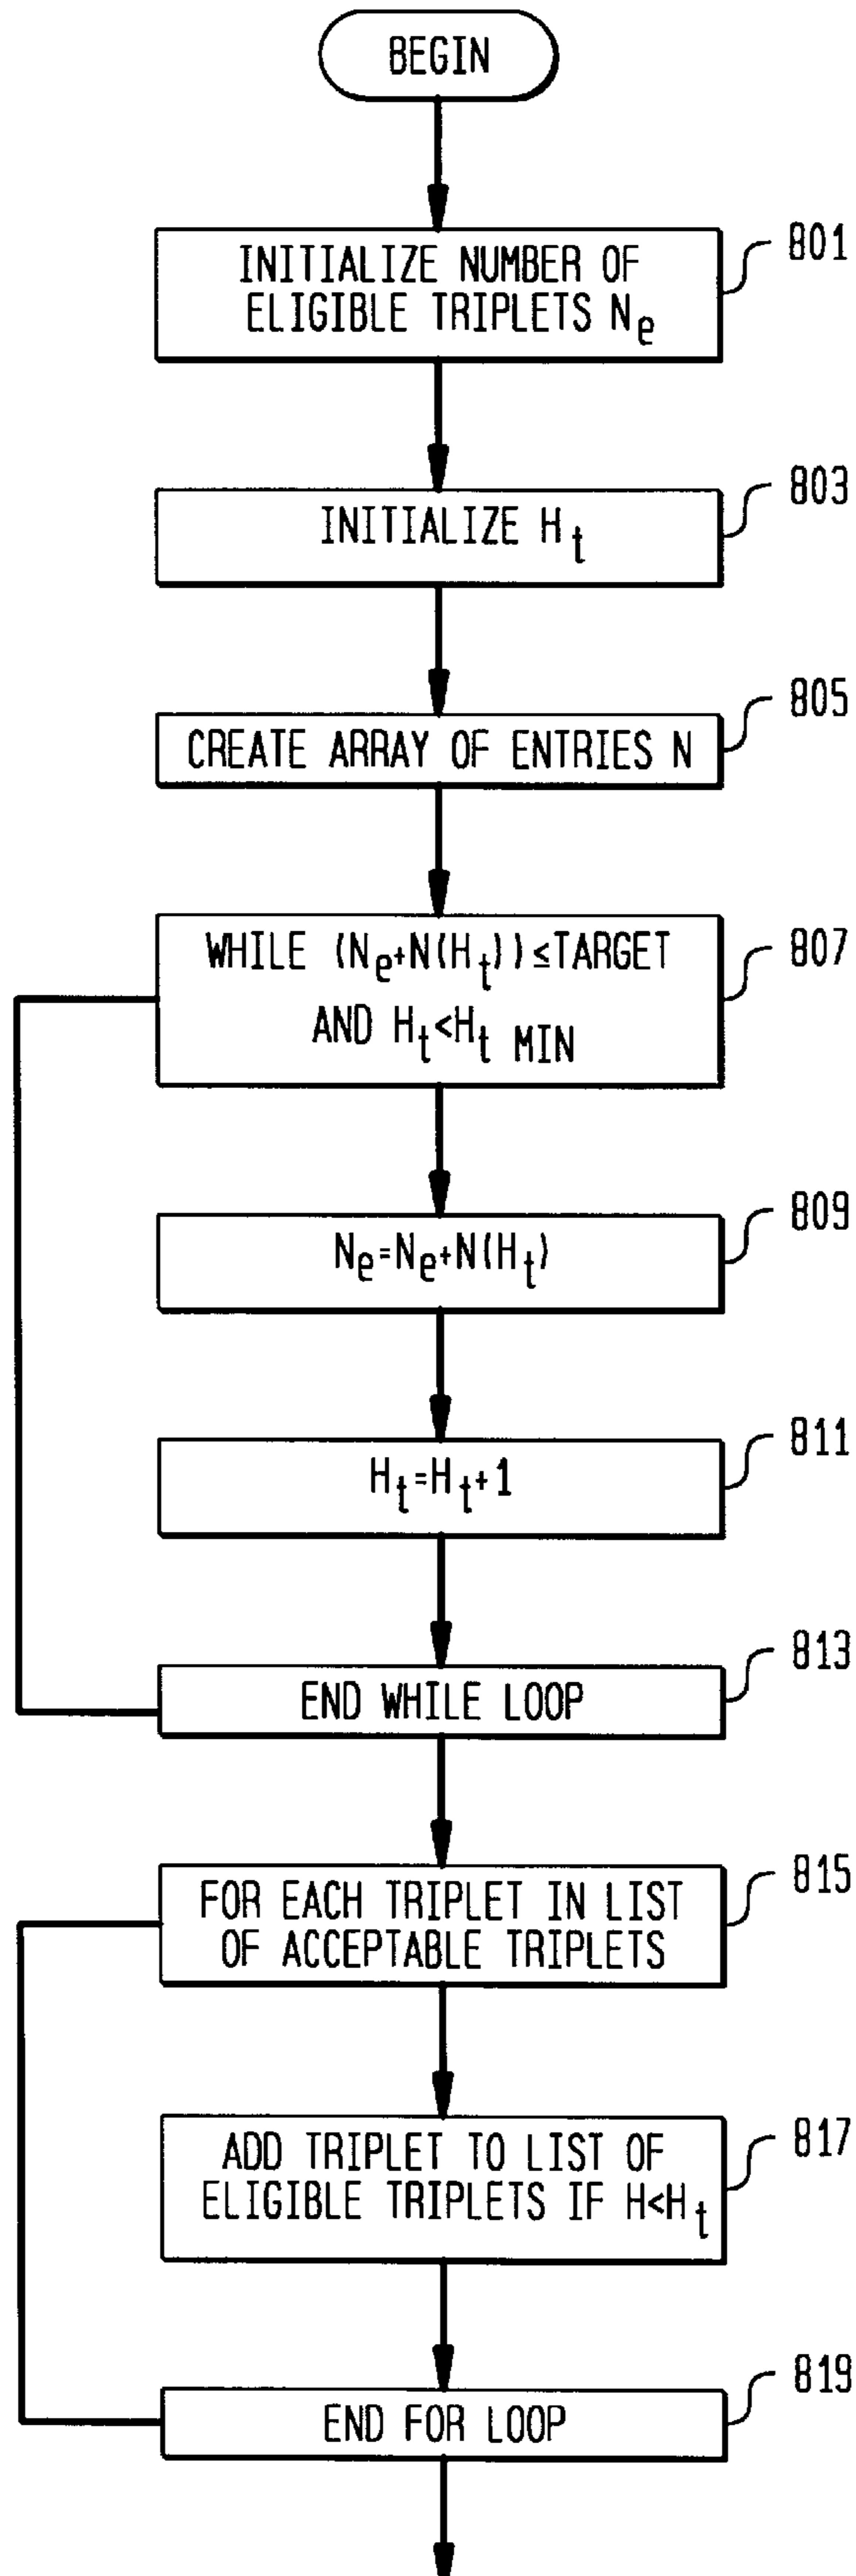 BEGIN
INITIALIZE NUMBER OF
ELIGIBLE TRIPLETS Ne
801
INITIALIZE Ht
803
CREATE ARRAY OF ENTRIES N
805
WHILE (Ne+N(Ht))≤TARGET
AND Ht<Ht MIN
807
Ne=Ne+N(Ht)
809
Ht=Ht+1
811
END WHILE LOOP
813
FOR EACH TRIPLET IN LIST
OF ACCEPTABLE TRIPLETS
815
ADD TRIPLET TO LIST OF
ELIGIBLE TRIPLETS IF H<Ht
817
END FOR LOOP
819